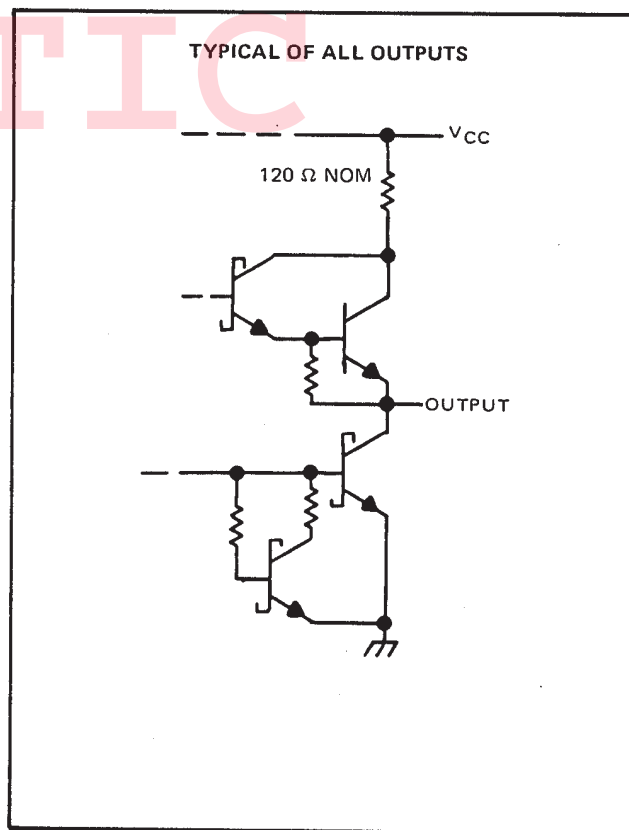 TIC
TYPICAL OF ALL OUTPUTS
VCC
120 Ω NOM
OUTPUT